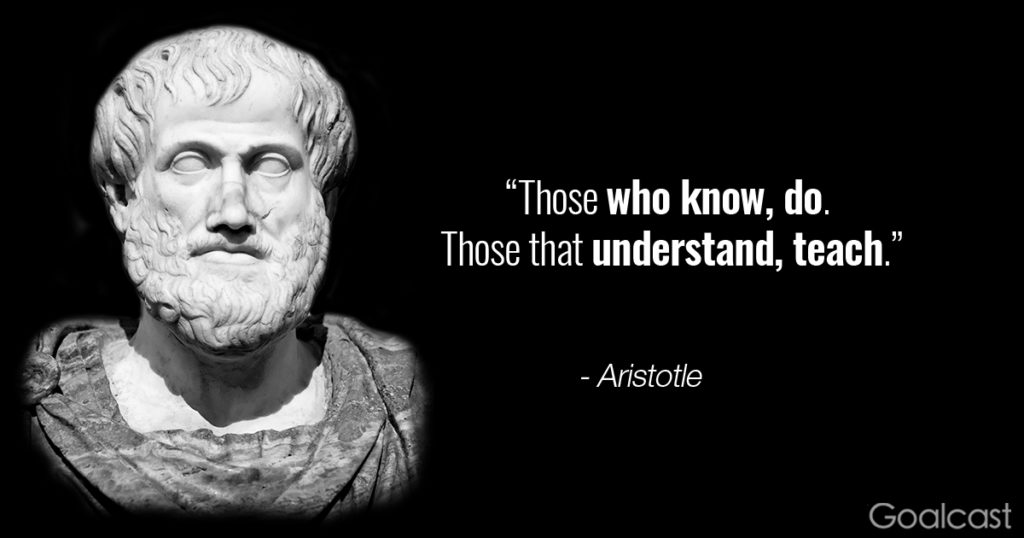 “Those who know, do.
Those that understand, teach.”
- Aristotle
Goalcast